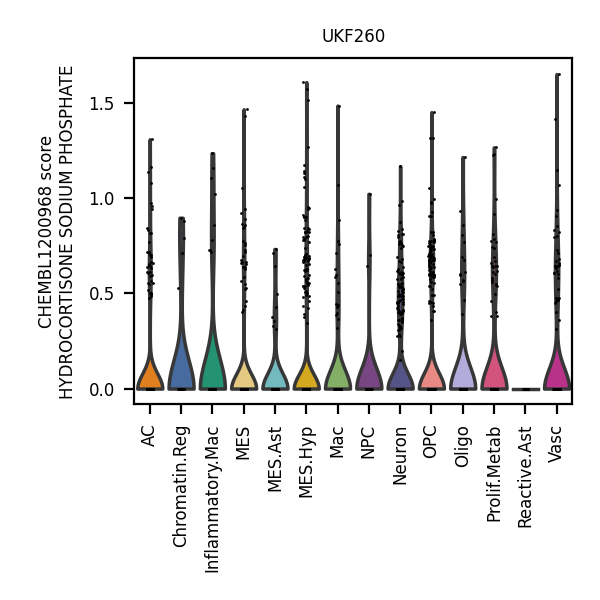 UKF260
CHEMBL1200968 score
HYDROCORTISONE SODIUM PHOSPHATE
1.5
1.0
0.5
0.0
AC
Chromatin.Reg
Inflammatory.Mac
MES
MES.Ast
MES.Hyp
Mac
NPC
Neuron
OPC
Oligo
Prolif.Metab
Reactive.Ast
Vasc